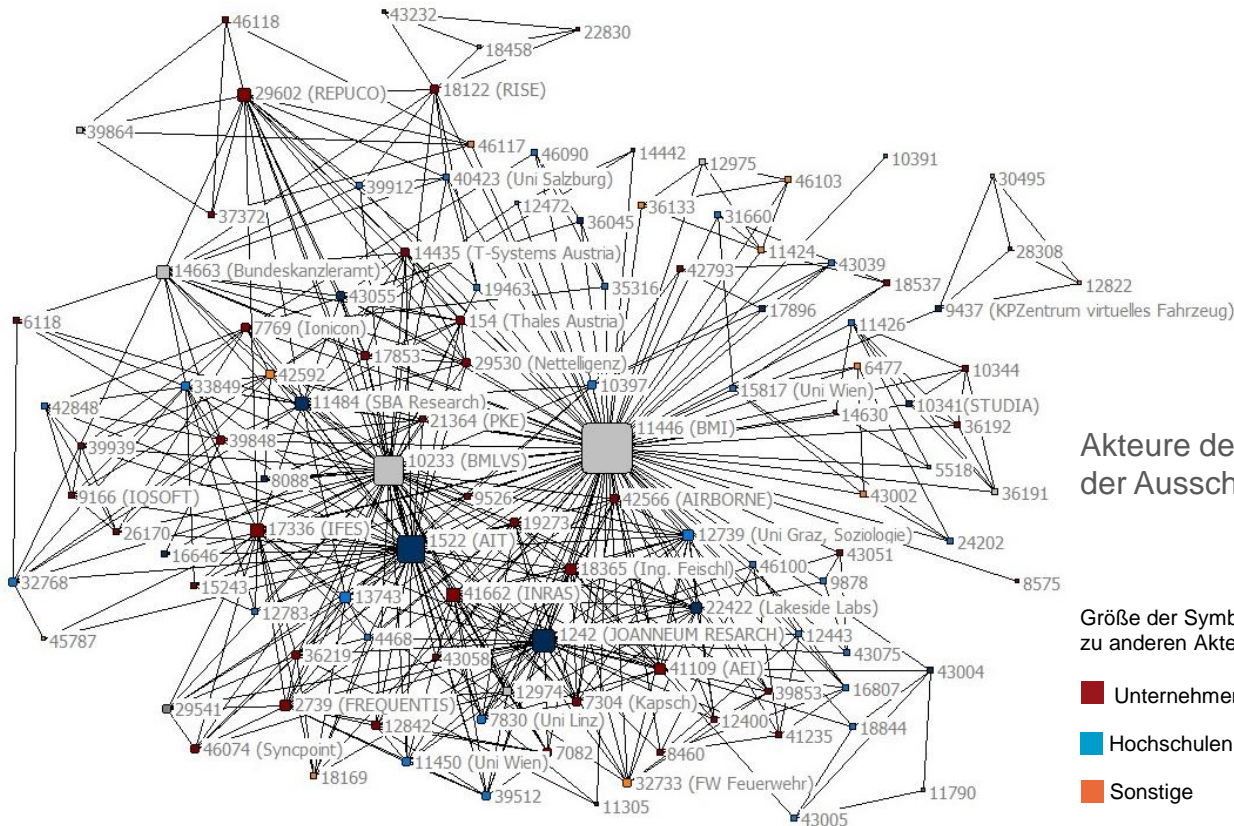 46118
43232
22830
18458
29602 (REPUCO)
18122 (RISE)
39864
46117
46090
14442
12975
10391
39912
40423 (Uni Salzburg)
46103
30495
12472
36133
37372
36045
31660
11424
28308
14435 (T-Systems Austria)
14663 (Bundeskanzleramt)
42793
43039
18537
12822
43055
19463
35316
17896
9437 (KPZentrum virtuelles Fahrzeug)
6118
7769 (Ionicon)
154 (Thales Austria)
11426
17853
29530 (Nettelligenz)
6477
10344
42592
33849
10397
15817 (Uni Wien)
42848
11484 (SBA Research)
10341(STUDIA)
14630
21364 (PKE)
11446 (BMI)
36192
39939
39848
Akteure de
der Aussch
10233 (BMLVS)
5518
8088
36191
9166 (IQSOFT)
9526
42566 (AIRBORNE)
43002
26170
17336 (IFES)
19273
12739 (Uni Graz, Soziologie)
24202
16646
1522 (AIT)
43051
32768
18365 (Ing. Feischl)
46100
9878
8575
15243
41662 (INRAS)
12783
13743
22422 (Lakeside Labs)
Größe der Symb
zu anderen Akte
45787
4468
1242 (JOANNEUM RESARCH)
12443
36219
43058
43075
41109 (AEI)
43004
12974
39853
16807
Unternehmer
29541
2739 (FREQUENTIS)
7304 (Kapsch)
7830 (Uni Linz)
12400
12842
18844
41235
Hochschulen
46074 (Syncpoint)
7082
8460
11450 (Uni Wien)
18169
32733 (FW Feuerwehr)
11790
Sonstige
39512
11305
43005